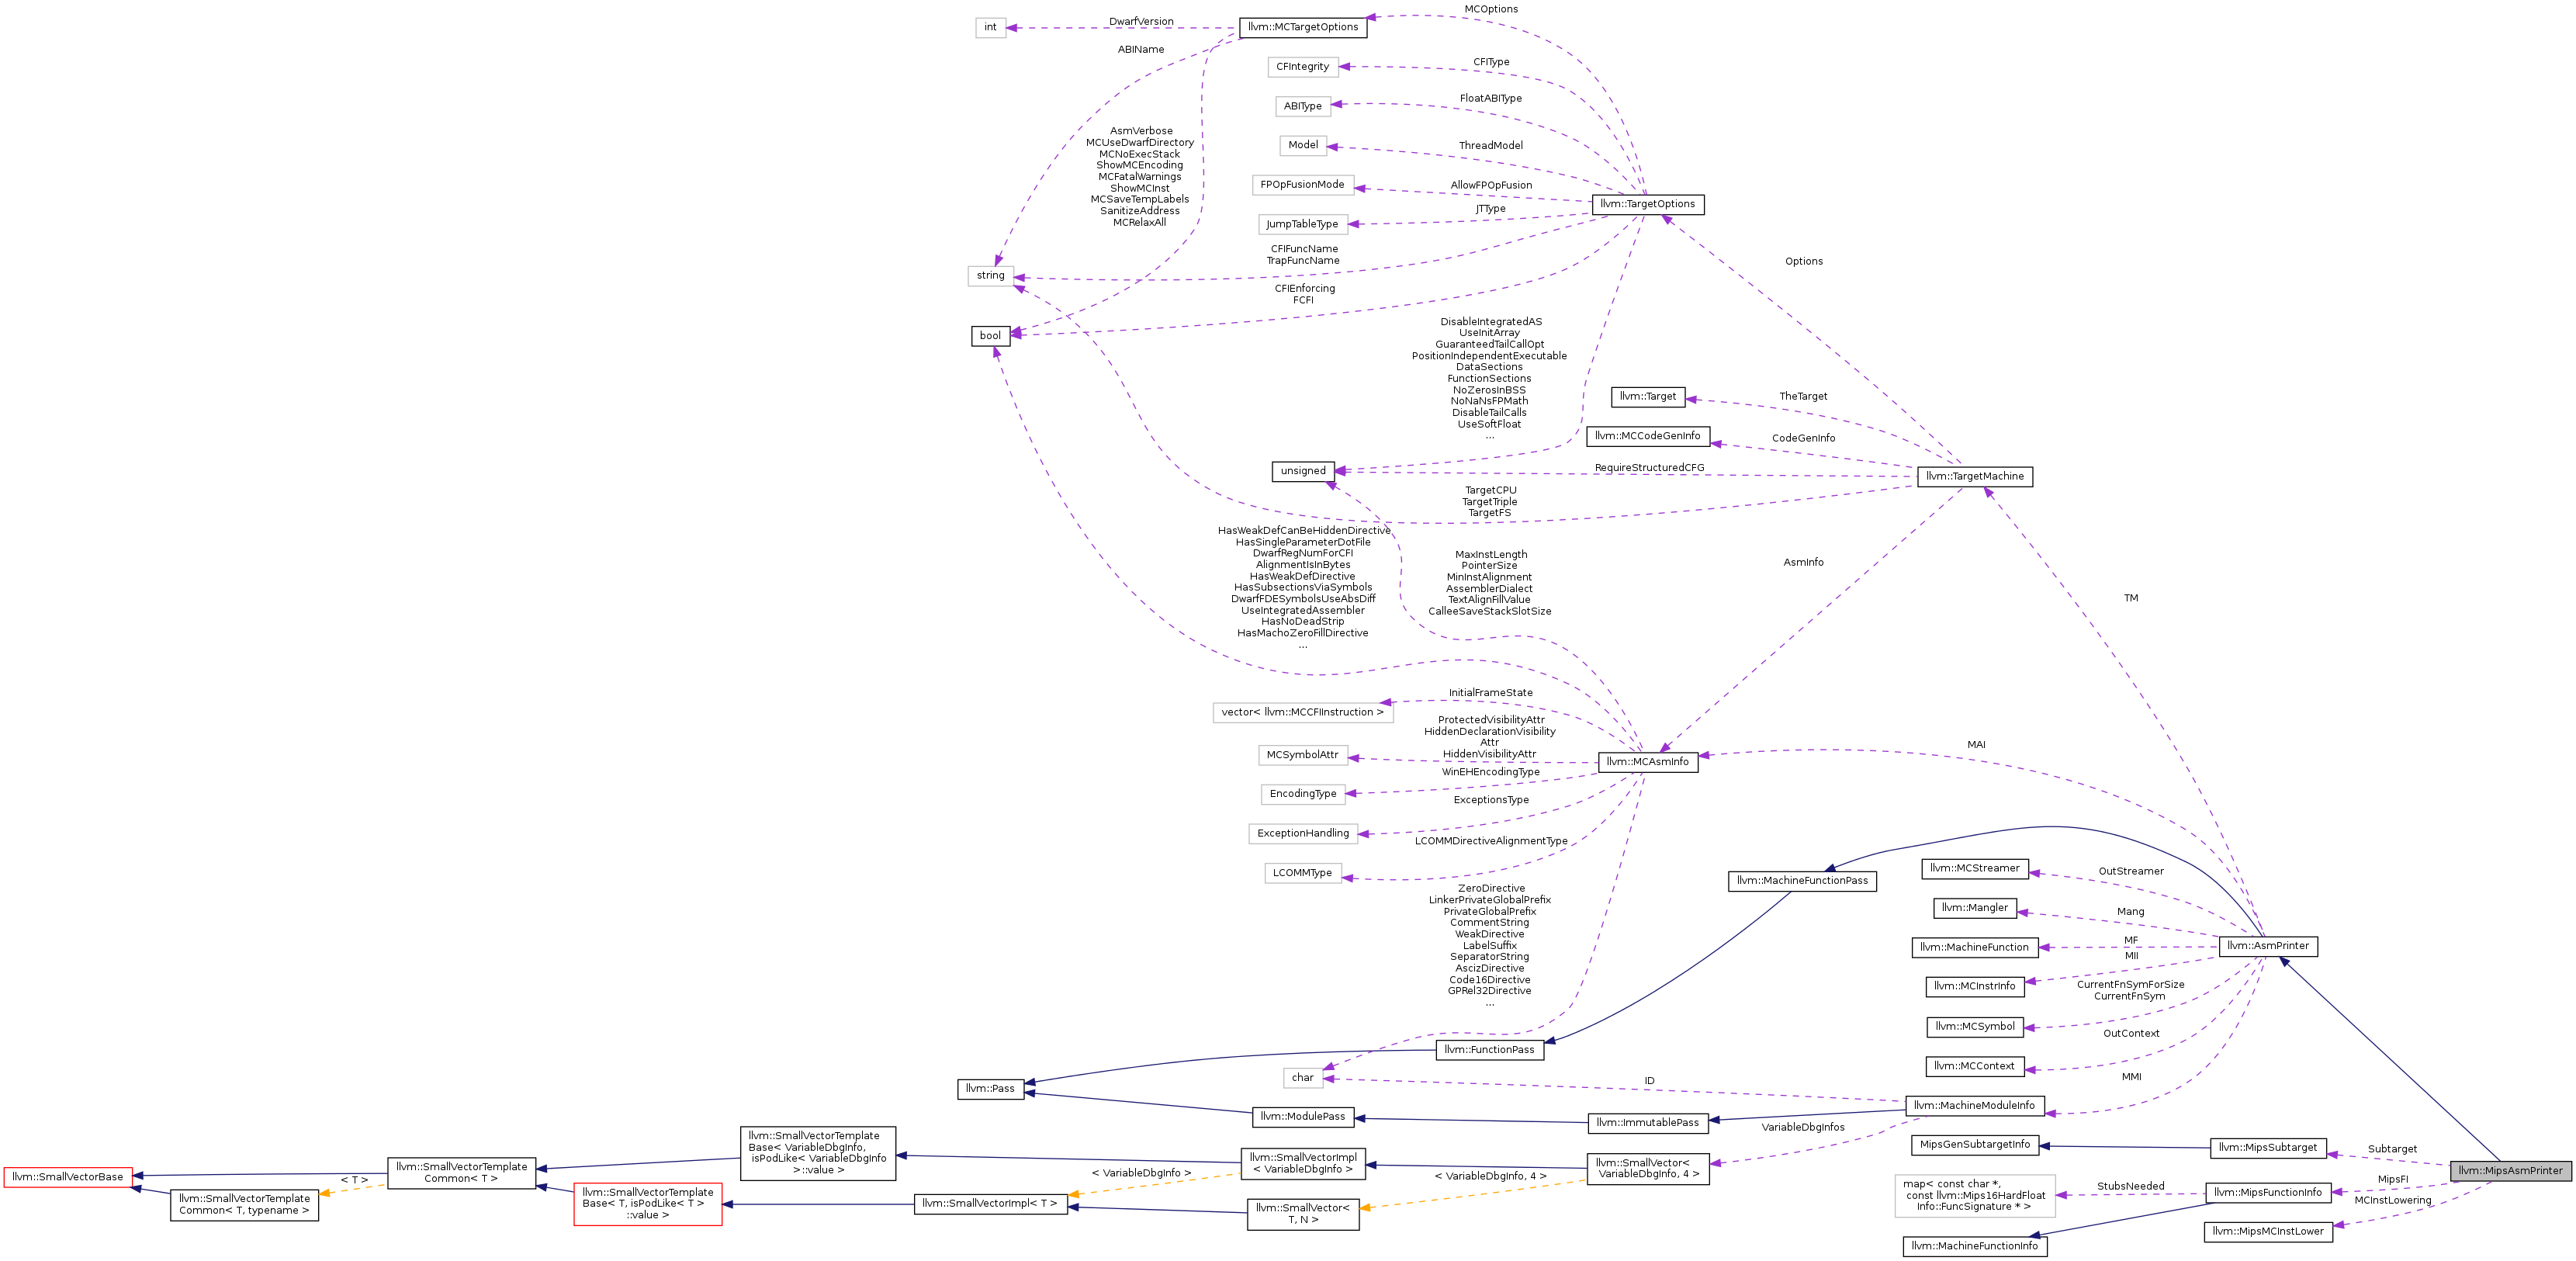 MCOptions
DwarfVersion
int
llvm::MCTargetOptions
ABIName
CFIType
CFIntegrity
FloatABIType
ABIType
AsmVerbose
MCUseDwarfDirectory
MCNoExecStack
ShowMCEncoding
MCFatalWarnings
ShowMCInst
MCSaveTempLabels
SanitizeAddress
MCRelaxAll
ThreadModel
Model
AllowFPOpFusion
FPOpFusionMode
llvm::TargetOptions
JTType
JumpTableType
CFIFuncName
TrapFuncName
string
Options
CFIEnforcing
FCFI
bool
DisableIntegratedAS
UseInitArray
GuaranteedTailCallOpt
PositionIndependentExecutable
DataSections
FunctionSections
NoZerosInBSS
NoNaNsFPMath
DisableTailCalls
UseSoftFloat
...
TheTarget
llvm::Target
CodeGenInfo
llvm::MCCodeGenInfo
unsigned
RequireStructuredCFG
llvm::TargetMachine
TargetCPU
TargetTriple
TargetFS
HasWeakDefCanBeHiddenDirective
HasSingleParameterDotFile
DwarfRegNumForCFI
AlignmentIsInBytes
HasWeakDefDirective
HasSubsectionsViaSymbols
DwarfFDESymbolsUseAbsDiff
UseIntegratedAssembler
HasNoDeadStrip
HasMachoZeroFillDirective
...
MaxInstLength
PointerSize
MinInstAlignment
AssemblerDialect
TextAlignFillValue
CalleeSaveStackSlotSize
AsmInfo
TM
InitialFrameState
vector< llvm::MCCFIInstruction >
ProtectedVisibilityAttr
HiddenDeclarationVisibility
Attr
HiddenVisibilityAttr
MCSymbolAttr
MAI
llvm::MCAsmInfo
WinEHEncodingType
EncodingType
ExceptionsType
ExceptionHandling
LCOMMDirectiveAlignmentType
LCOMMType
llvm::MachineFunctionPass
llvm::MCStreamer
OutStreamer
ZeroDirective
LinkerPrivateGlobalPrefix
PrivateGlobalPrefix
CommentString
WeakDirective
LabelSuffix
SeparatorString
AscizDirective
Code16Directive
GPRel32Directive
...
llvm::Mangler
Mang
llvm::MachineFunction
MF
MII
llvm::AsmPrinter
llvm::MCInstrInfo
CurrentFnSymForSize
CurrentFnSym
llvm::MCSymbol
OutContext
llvm::MCContext
llvm::FunctionPass
char
ID
MMI
llvm::Pass
llvm::ModulePass
llvm::ImmutablePass
llvm::MachineModuleInfo
VariableDbgInfos
llvm::SmallVectorTemplate
Base< VariableDbgInfo,
isPodLike< VariableDbgInfo
>::value >
MipsGenSubtargetInfo
llvm::MipsSubtarget
Subtarget
llvm::SmallVectorBase
llvm::SmallVectorTemplate
Common< T >
< T >
llvm::SmallVectorTemplate
Common< T, typename >
llvm::SmallVectorImpl
< VariableDbgInfo >
< VariableDbgInfo >
llvm::SmallVector<
VariableDbgInfo, 4 >
< VariableDbgInfo, 4 >
llvm::MipsAsmPrinter
llvm::SmallVectorTemplate
Base< T, isPodLike< T >
::value >
llvm::SmallVectorImpl< T >
llvm::SmallVector<
T, N >
map< const char *,
const llvm::Mips16HardFloat
Info::FuncSignature * >
StubsNeeded
llvm::MipsFunctionInfo
MipsFI
MCInstLowering
llvm::MipsMCInstLower
llvm::MachineFunctionInfo